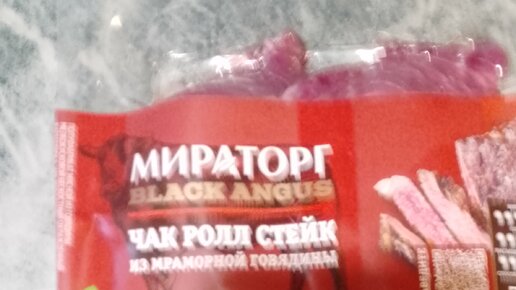 МИРАТОРГ
BLACK ANGUS
ЧАК РОЛЛ СТЕЙК
ИЗ МРАМОРНОЙ ГОВЯДИНЫ